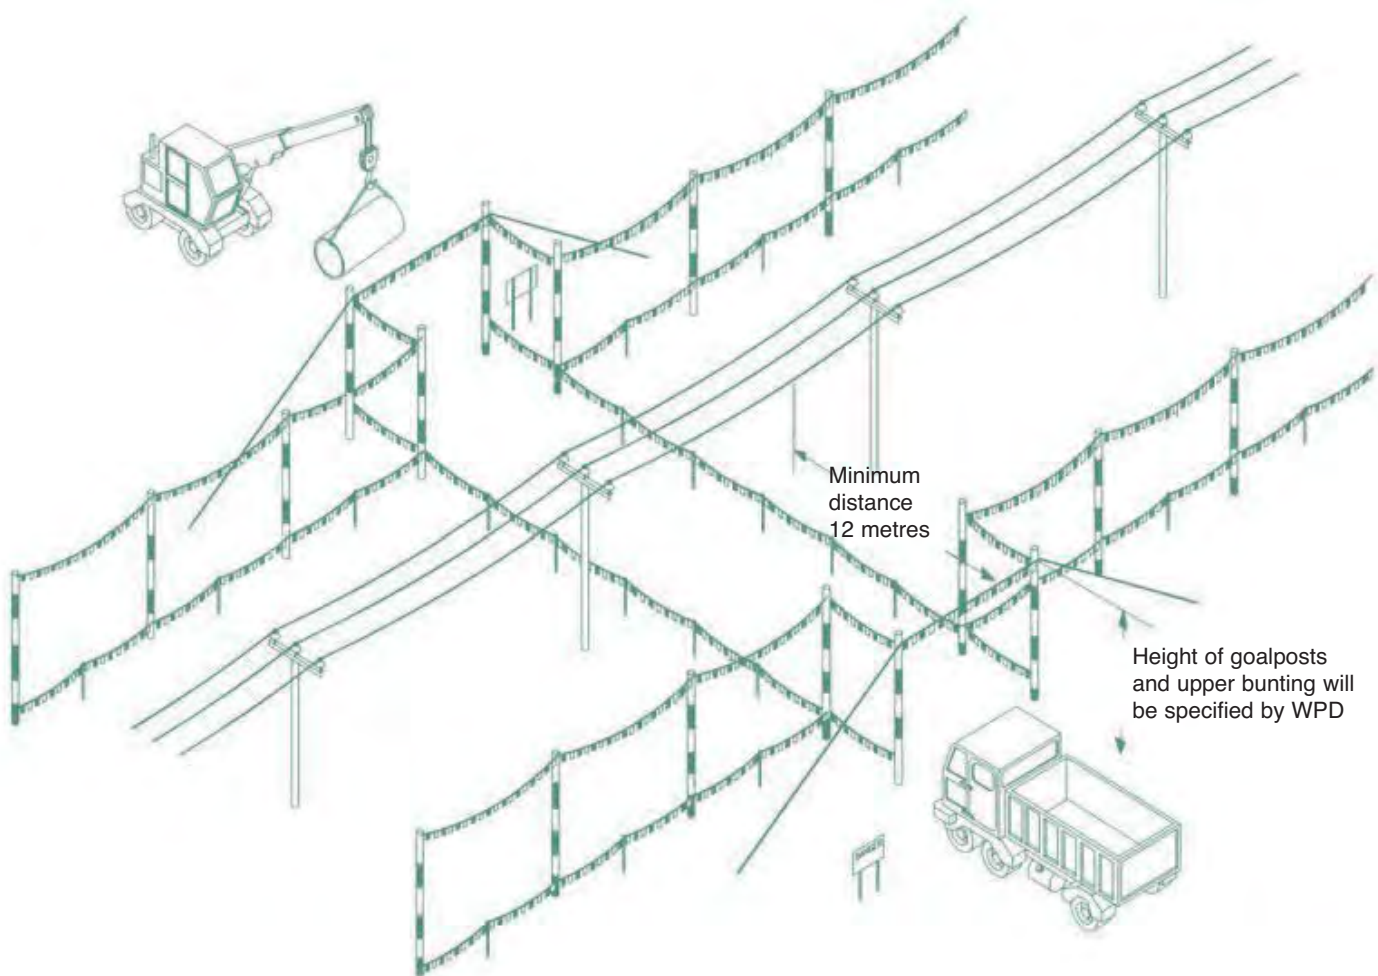 Minimum
distance
12 metres
Height of goalposts
and upper bunting will
be specified by WPD